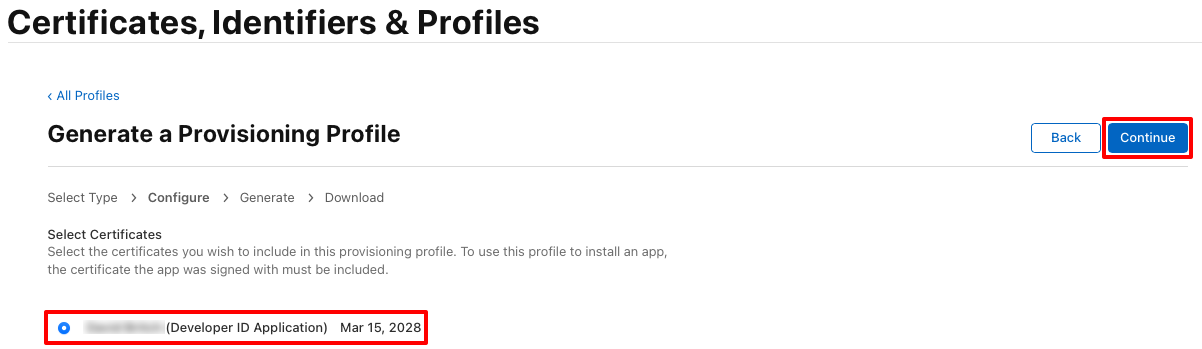 Certificates, Identifiers & Profiles
‹ All Profiles
Generate a Provisioning Profile
Back
Continue
Select Type > Configure > Generate > Download
Select Certificates
Select the certificates you wish to include in this provisioning profile. To use this profile to install an app,
the certificate the app was signed with must be included.
(Developer ID Application) Mar 15, 2028